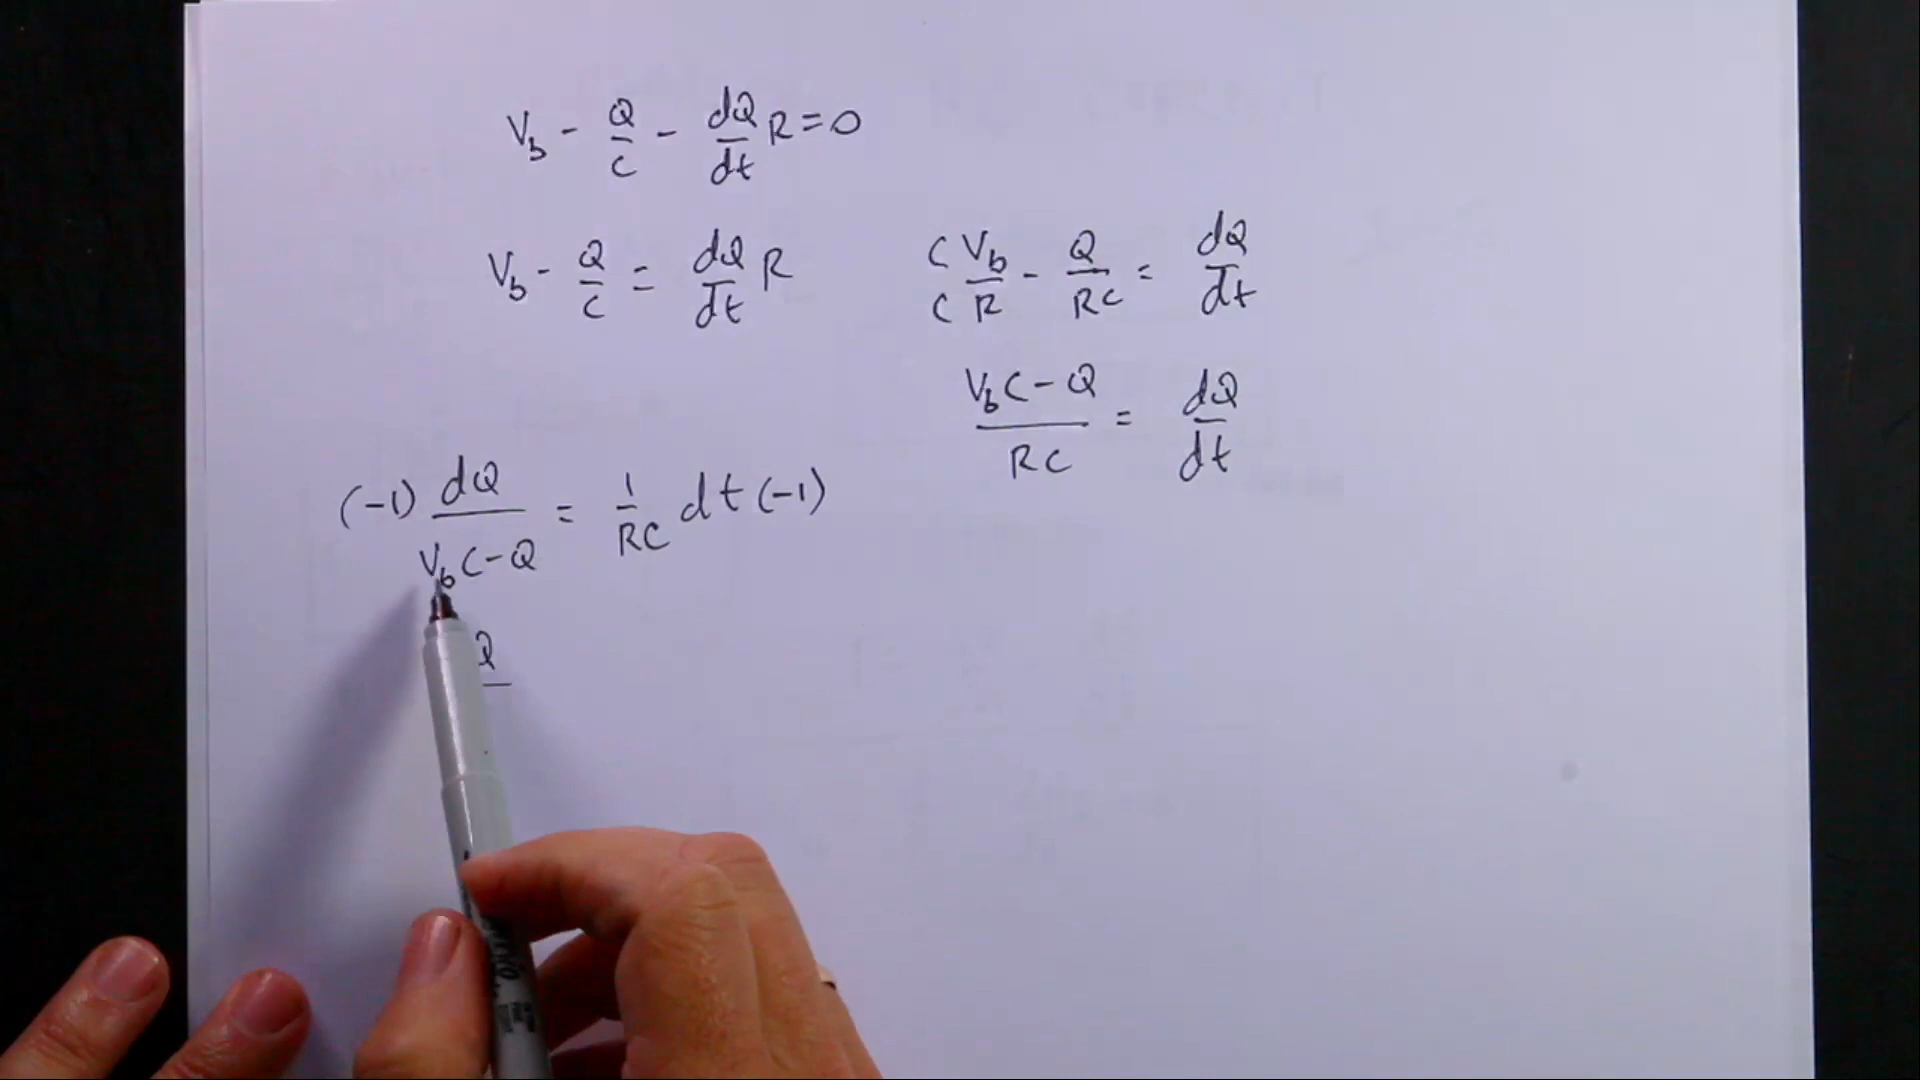 V_b - Q/C - dQ/dt R = 0
V_b - Q/C = dQ/dt R
C/C V_b/R - Q/RC = dQ/dt
(V_b C - Q)/RC = dQ/dt
(-1) dQ/(V_b C - Q) = 1/RC dt (-1)
Q